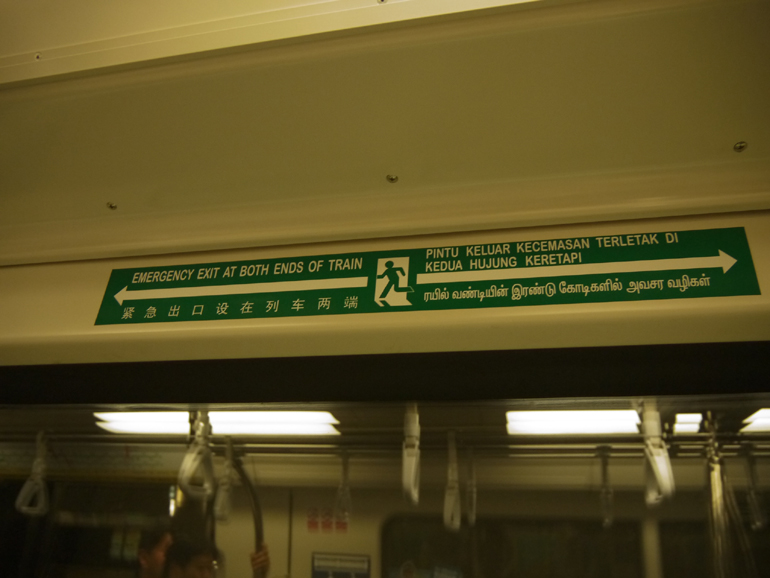 EMERGENCY EXIT AT BOTH ENDS OF TRAIN
紧急出口设在列车两端
PINTU KELUAR KECEMASAN TERLETAK DI
KEDUA HUJUNG KERETAPI
ரயில் வண்டியின் இரண்டு கோடிகளில் அவசர வழிகள்